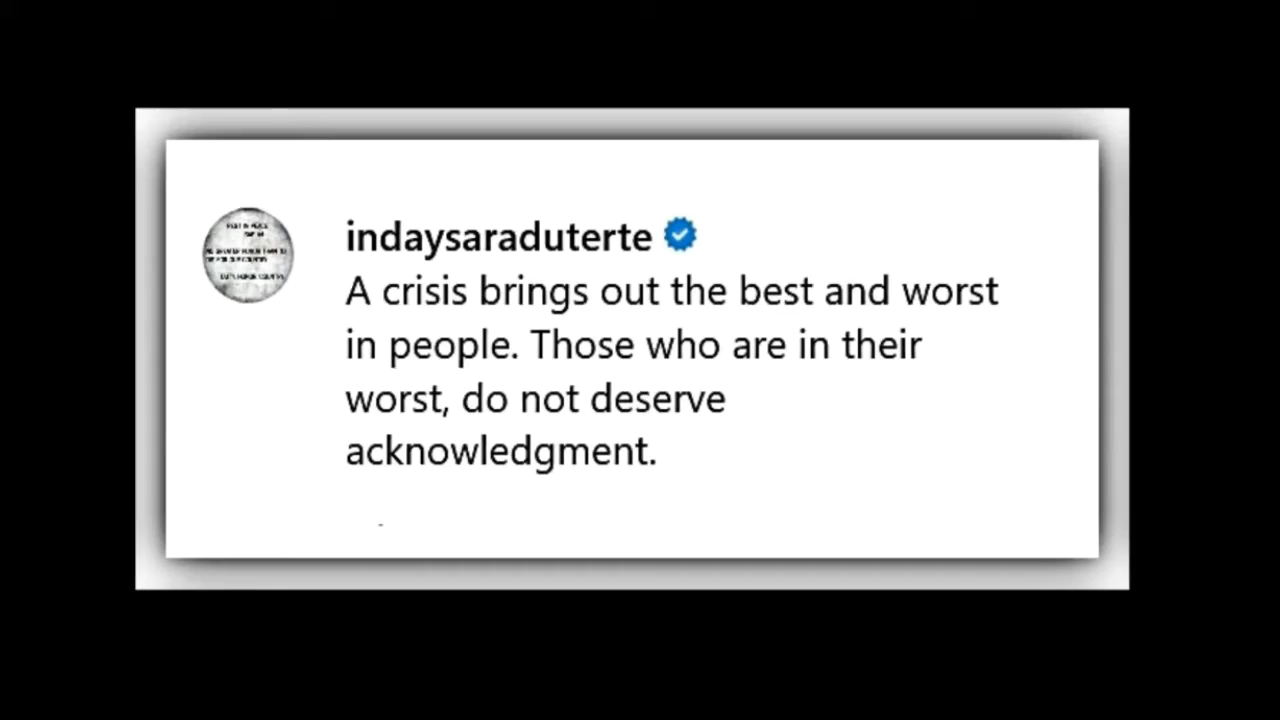 indaysaraduterte
A crisis brings out the best and worst
in people. Those who are in their
worst, do not deserve
acknowledgment.